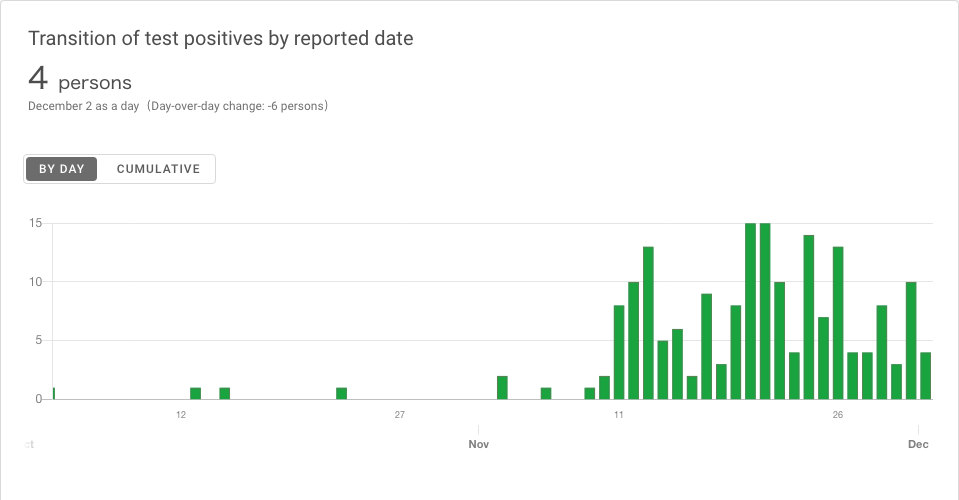 Transition of test positives by reported date
4 persons
December 2 as a day（Day-over-day change: -6 persons）
BY DAY
CUMULATIVE
15
10
5
0
12
27
11
26
ct
Nov
Dec